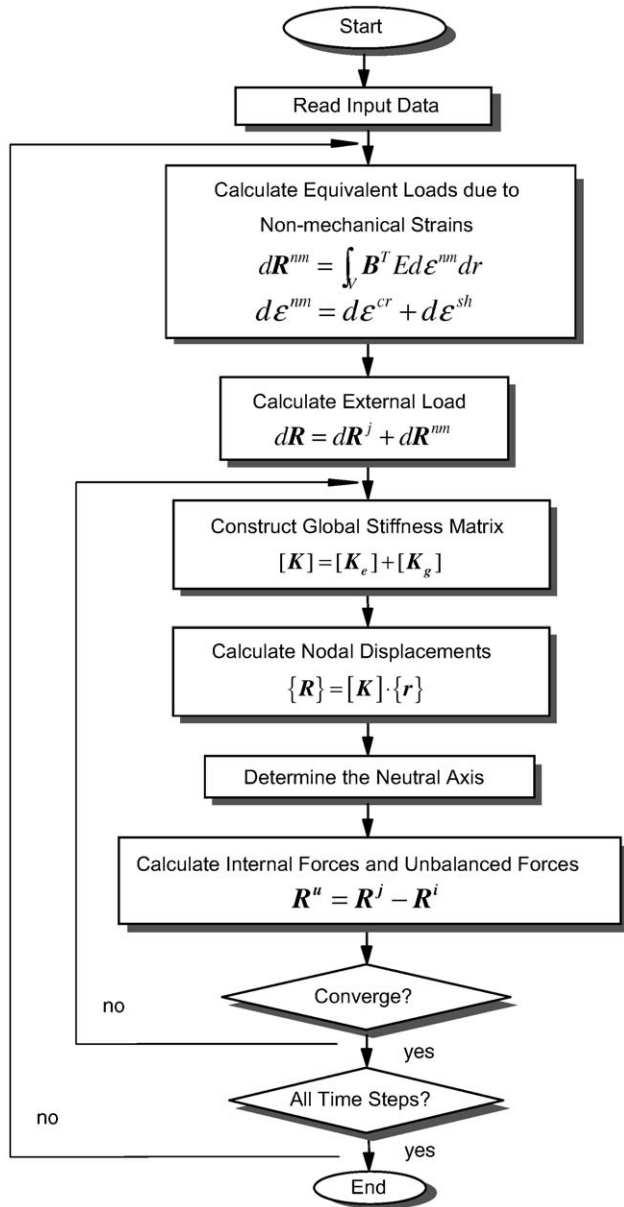 Start
Read Input Data
Calculate Equivalent Loads due to
Non-mechanical Strains
dR^{nm} = ∫_V B^T E dε^{nm} dr
dε^{nm} = dε^{cr} + dε^{sh}
Calculate External Load
dR = dR^j + dR^{nm}
Construct Global Stiffness Matrix
[K] = [K_e] + [K_g]
Calculate Nodal Displacements
{R} = [K]·{r}
Determine the Neutral Axis
Calculate Internal Forces and Unbalanced Forces
R^u = R^j − R^i
Converge?
no
yes
All Time Steps?
no
yes
End